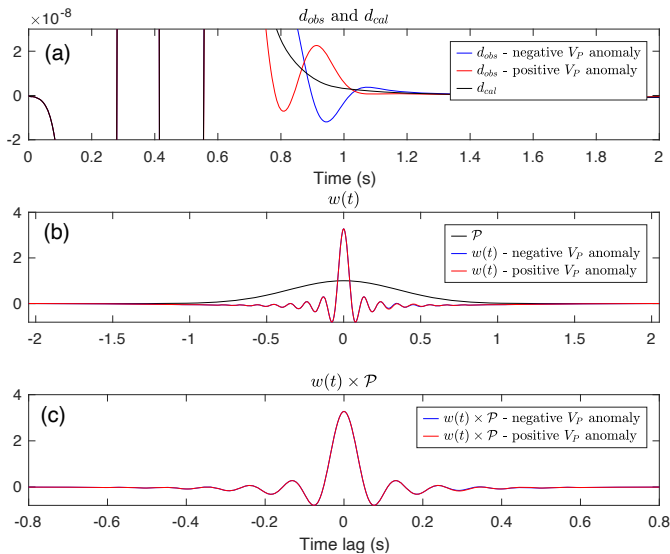 ×10⁻⁸
d_obs and d_cal
(a)
2
0
-2
d_obs - negative V_P anomaly
d_obs - positive V_P anomaly
d_cal
0 0.2 0.4 0.6 0.8 1 1.2 1.4 1.6 1.8 2
Time (s)
w(t)
(b)
4
2
0
𝒫
w(t) - negative V_P anomaly
w(t) - positive V_P anomaly
-2 -1.5 -1 -0.5 0 0.5 1 1.5 2
w(t) × 𝒫
(c)
4
2
0
w(t) × 𝒫 - negative V_P anomaly
w(t) × 𝒫 - positive V_P anomaly
-0.8 -0.6 -0.4 -0.2 0 0.2 0.4 0.6 0.8
Time lag (s)